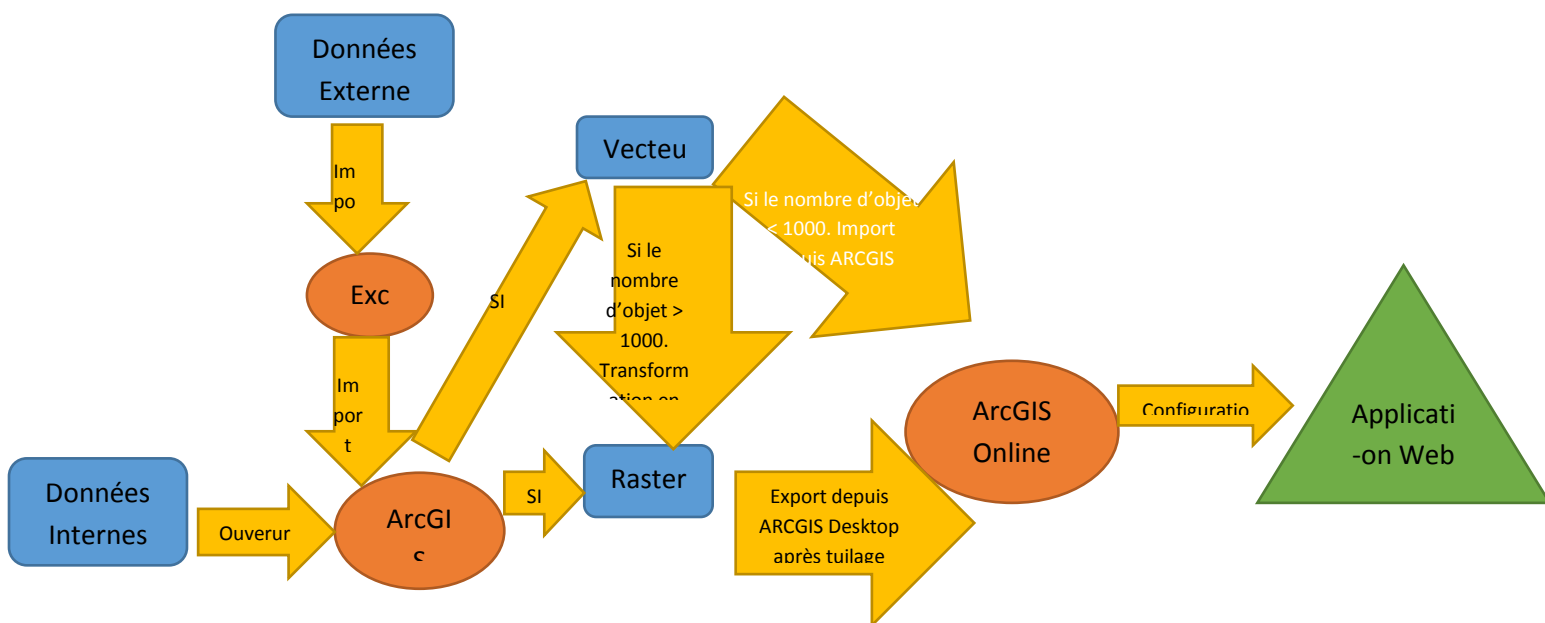 Données
Externe
Im
po
Exc
Im
por
t
Données
Internes
Ouverur
ArcGI
S
SI
SI
Vecteu
Si le
nombre
d’objet >
1000.
Transform
ation en
Si le nombre d’objet
< 1000. Import
uis ARCGIS
Raster
Export depuis
ARCGIS Desktop
après tuilage
ArcGIS
Online
Configuratio
Applicati
-on Web